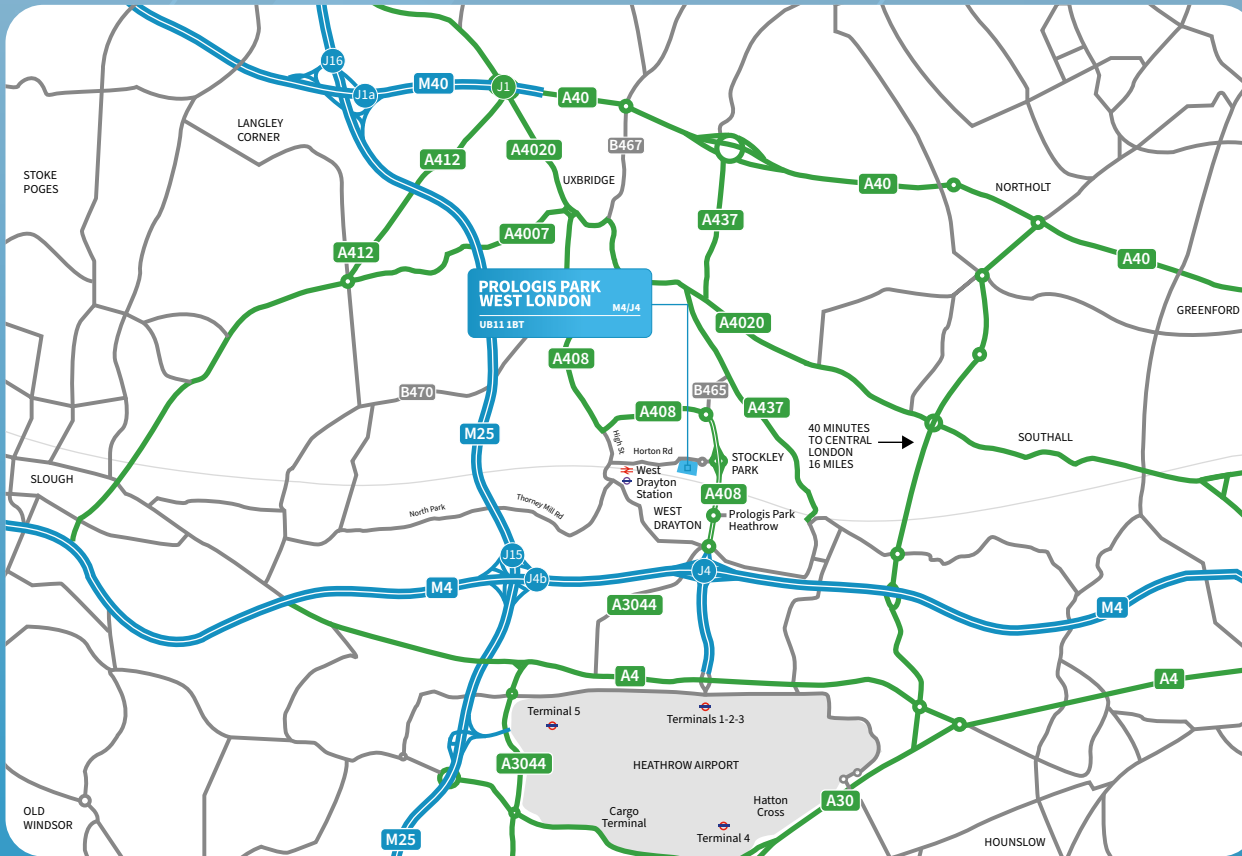 J16
J1a
M40
J1
A40
LANGLEY
CORNER
A412
A4020
B467
STOKE
POGES
UXBRIDGE
A40
NORTHOLT
A437
A4007
A412
A40
PROLOGIS PARK
WEST LONDON
M4/J4
UB11 1BT
GREENFORD
A4020
A408
B470
B465
A408
A437
M25
High St
40 MINUTES
TO CENTRAL
LONDON
16 MILES
SOUTHALL
Horton Rd
STOCKLEY
PARK
West
Drayton
Station
SLOUGH
A408
North Park
Thorney Mill Rd
WEST
DRAYTON
Prologis Park
Heathrow
J15
J4b
J4
M4
A3044
M4
A4
A4
Terminal 5
Terminals 1-2-3
A3044
HEATHROW AIRPORT
Hatton
Cross
A30
Cargo
Terminal
OLD
WINDSOR
Terminal 4
M25
HOUNSLOW